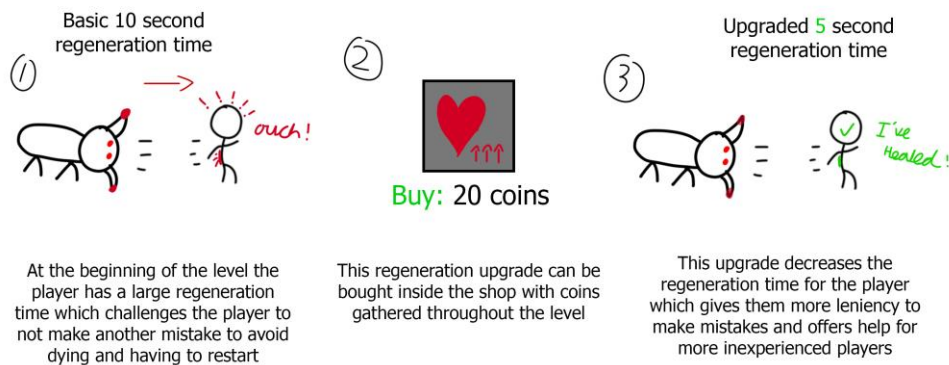 Basic 10 second
regeneration time
1
ouch!
At the beginning of the level the
player has a large regeneration
time which challenges the player to
not make another mistake to avoid
dying and having to restart
2
Buy: 20 coins
This regeneration upgrade can be
bought inside the shop with coins
gathered throughout the level
Upgraded 5 second
regeneration time
3
I've
Healed!
This upgrade decreases the
regeneration time for the player
which gives them more leniency to
make mistakes and offers help for
more inexperienced players